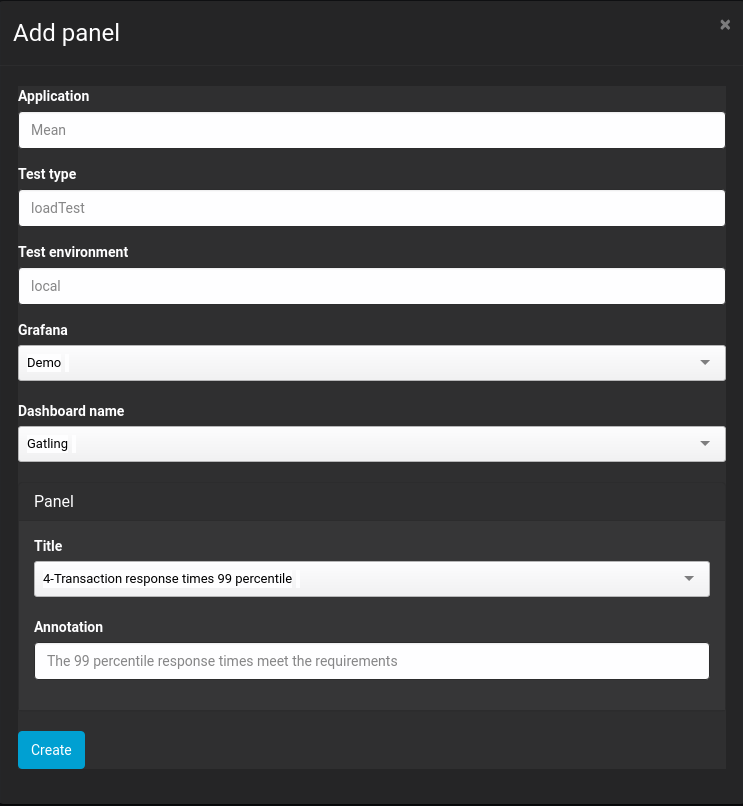 Add panel
×
Application
Mean
Test type
loadTest
Test environment
local
Grafana
Demo
Dashboard name
Gatling
Panel
Title
4-Transaction response times 99 percentile
Annotation
The 99 percentile response times meet the requirements
Create